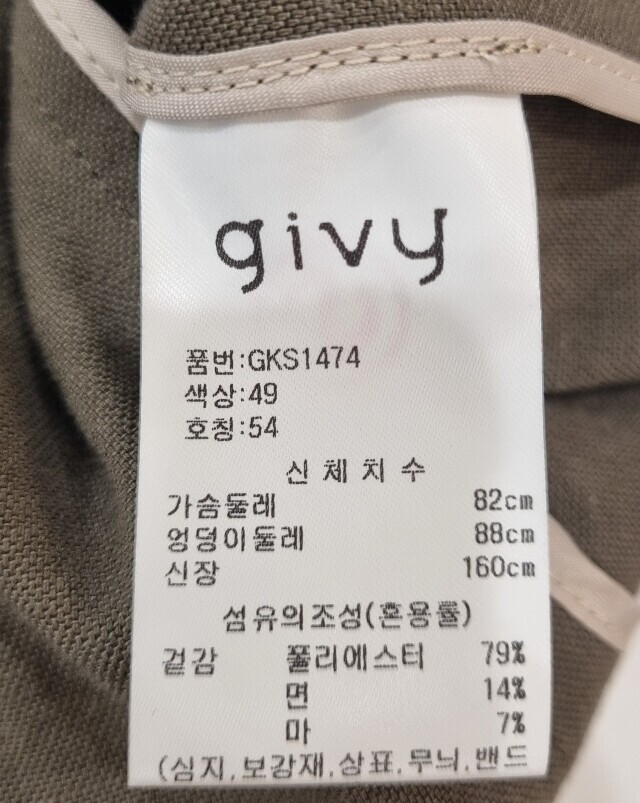 givy
품번:GKS1474
색상:49
호칭:54
신 체 치 수
가슴둘레 82cm
엉덩이둘레 88cm
신장 160cm
섬유의조성(혼용률)
겉감 폴리에스터 79%
면 14%
마 7%
(심지,보강재,상표,무늬,밴드